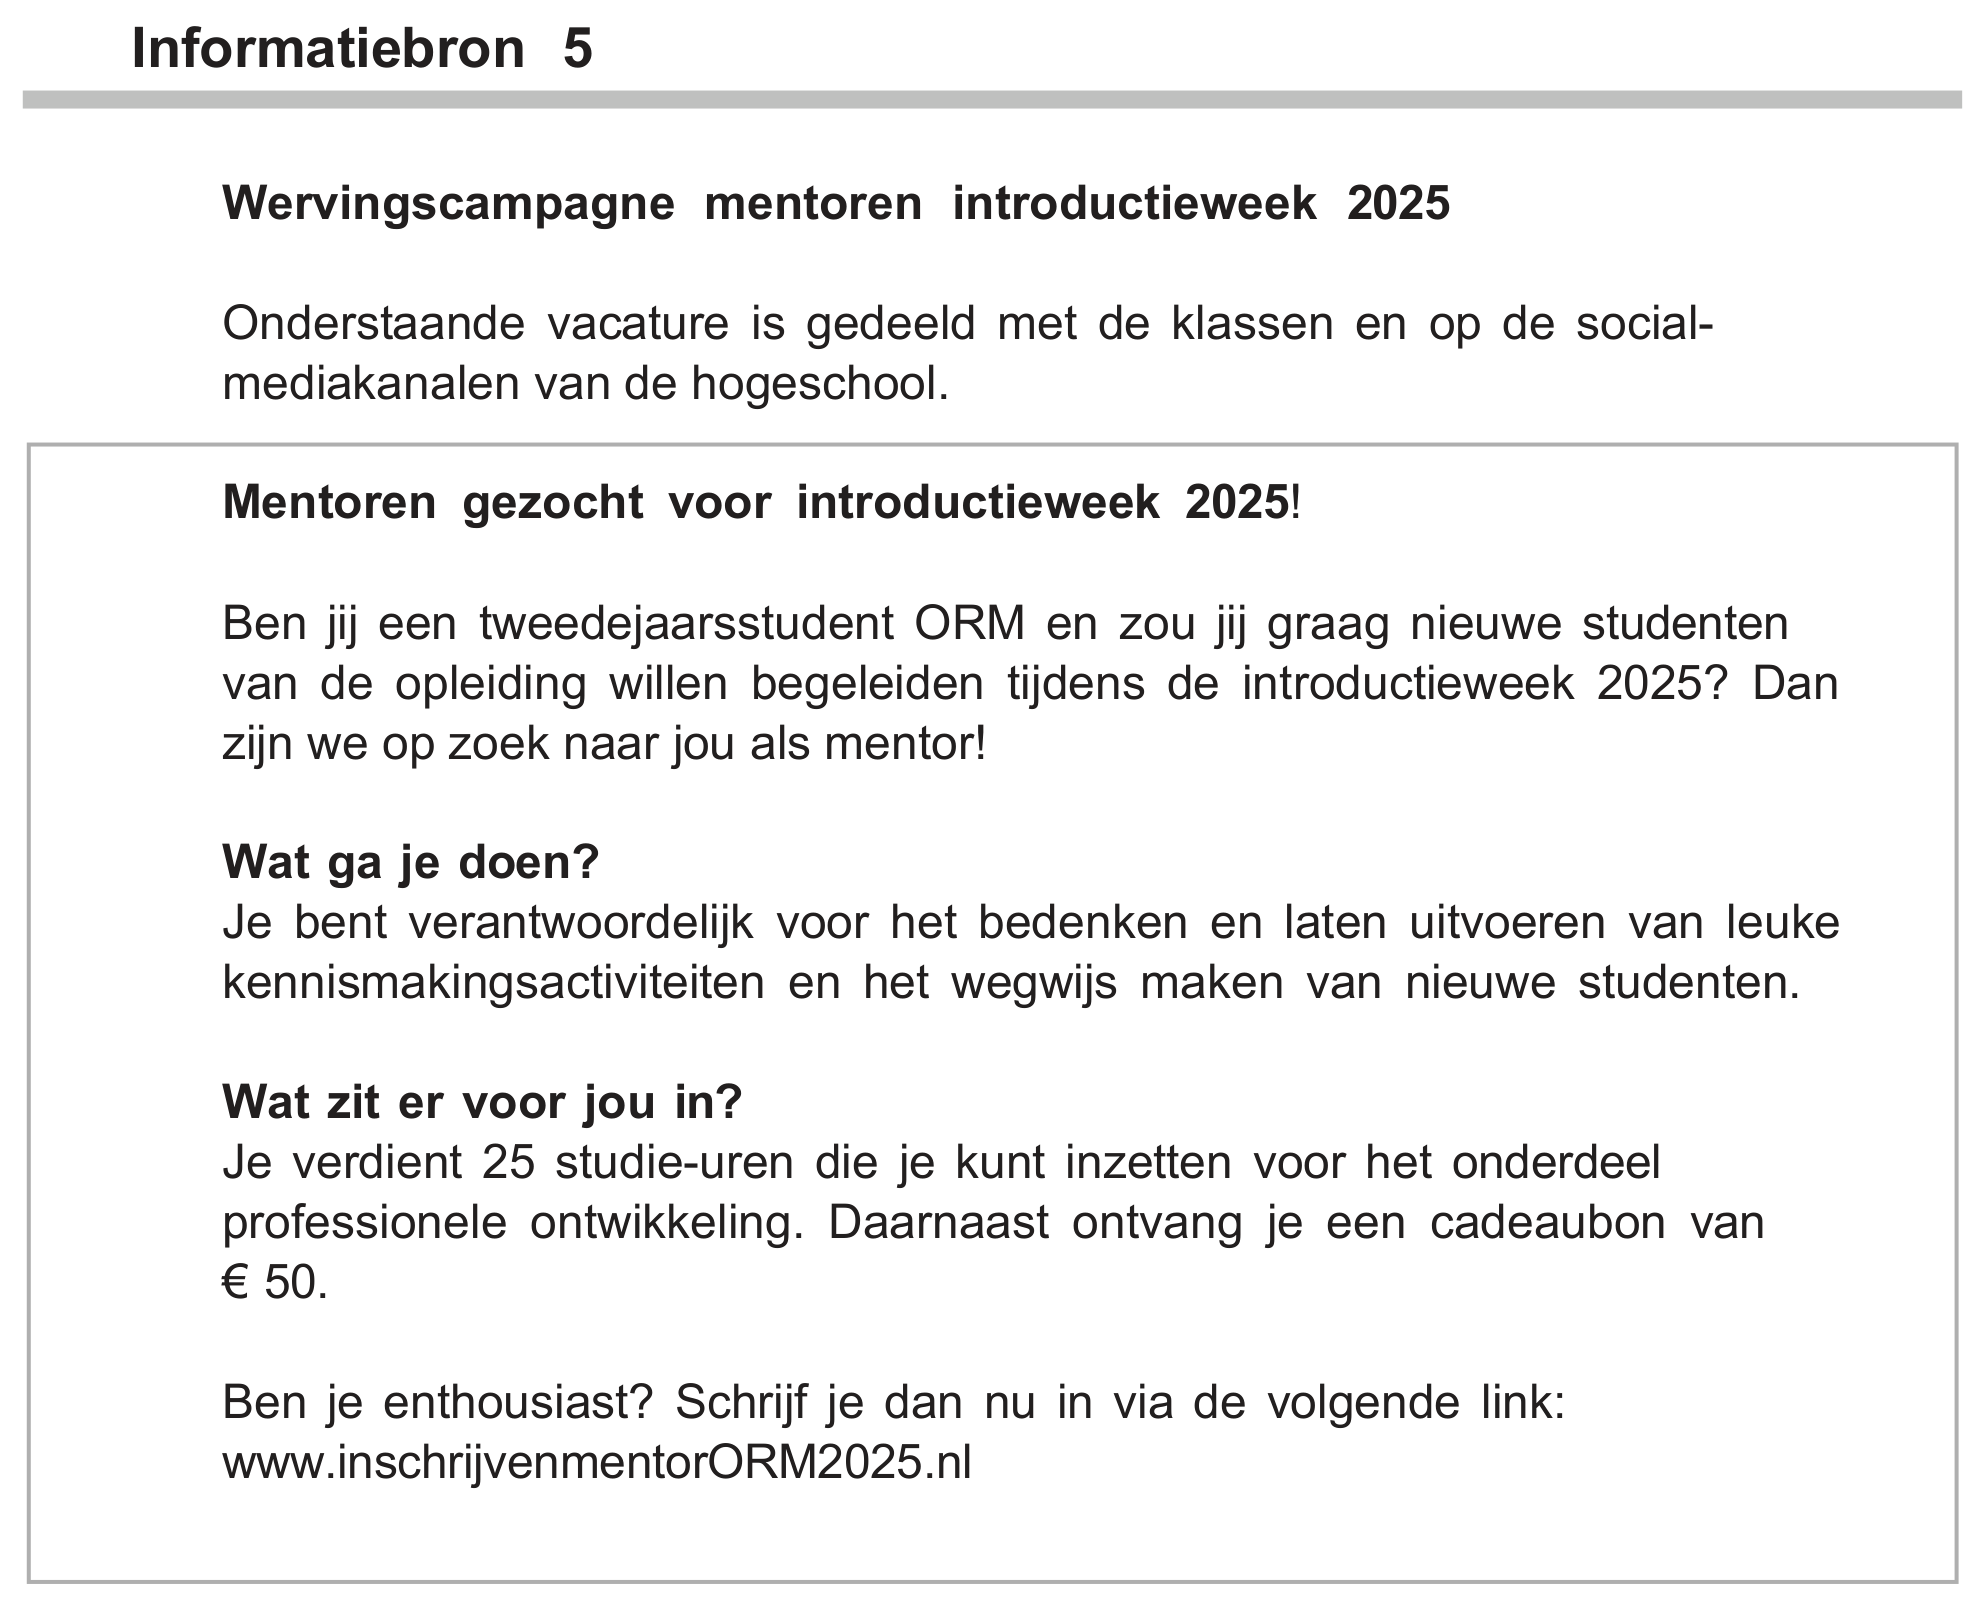 Informatiebron 5
Wervingscampagne mentoren introductieweek 2025
Onderstaande vacature is gedeeld met de klassen en op de social-
mediakanalen van de hogeschool.
Mentoren gezocht voor introductieweek 2025!
Ben jij een tweedejaarsstudent ORM en zou jij graag nieuwe studenten
van de opleiding willen begeleiden tijdens de introductieweek 2025? Dan
zijn we op zoek naar jou als mentor!
Wat ga je doen?
Je bent verantwoordelijk voor het bedenken en laten uitvoeren van leuke
kennismakingsactiviteiten en het wegwijs maken van nieuwe studenten.
Wat zit er voor jou in?
Je verdient 25 studie-uren die je kunt inzetten voor het onderdeel
professionele ontwikkeling. Daarnaast ontvang je een cadeaubon van
€ 50.
Ben je enthousiast? Schrijf je dan nu in via de volgende link:
www.inschrijvenmentorORM2025.nl